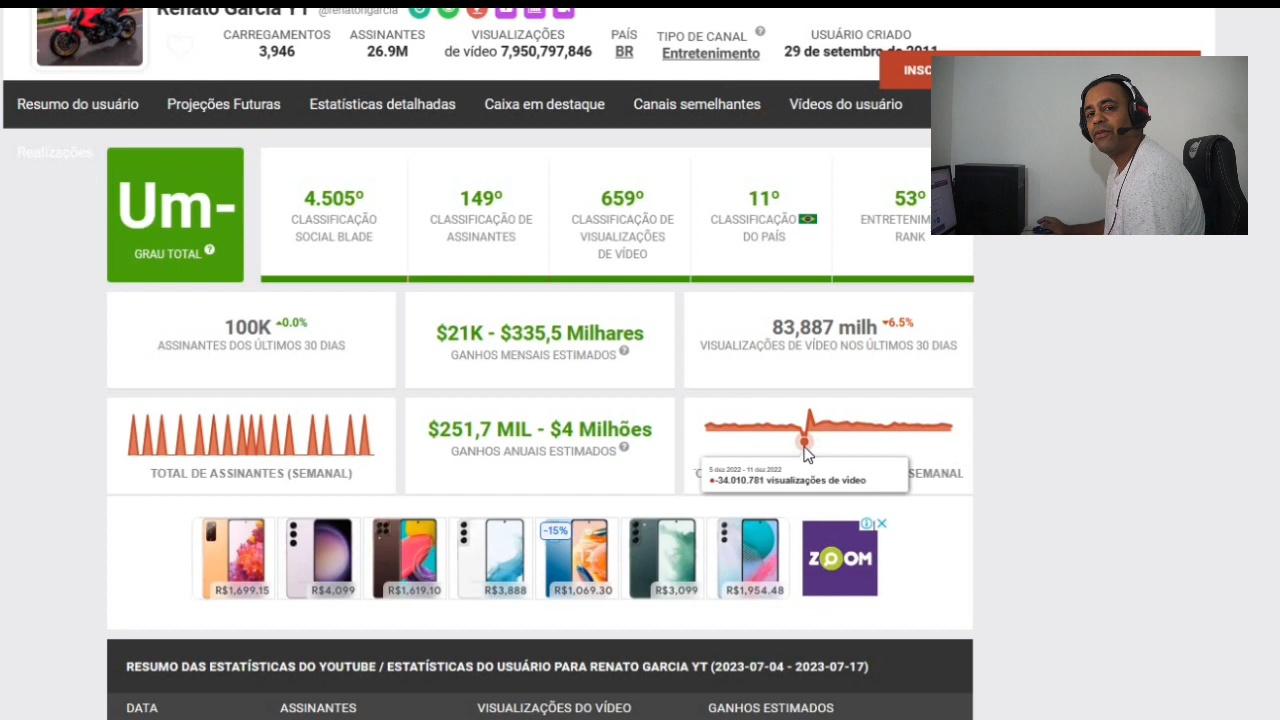 Renato Garcia YT @renatongarcia
CARREGAMENTOS
3,946
ASSINANTES
26.9M
VISUALIZAÇÕES
de vídeo 7,950,797,846
PAÍS
BR
TIPO DE CANAL
Entretenimento
USUÁRIO CRIADO
29 de setembro de 2011
INSC
Resumo do usuário
Projeções Futuras
Estatísticas detalhadas
Caixa em destaque
Canais semelhantes
Vídeos do usuário
Realizações
Um-
GRAU TOTAL
4.505º
CLASSIFICAÇÃO
SOCIAL BLADE
149º
CLASSIFICAÇÃO DE
ASSINANTES
659º
CLASSIFICAÇÃO DE
VISUALIZAÇÕES
DE VÍDEO
11º
CLASSIFICAÇÃO
DO PAÍS
53º
ENTRETENIM
RANK
100K 0.0%
ASSINANTES DOS ÚLTIMOS 30 DIAS
$21K - $335,5 Milhares
GANHOS MENSAIS ESTIMADOS
83,887 milh 6.5%
VISUALIZAÇÕES DE VÍDEO NOS ÚLTIMOS 30 DIAS
TOTAL DE ASSINANTES (SEMANAL)
$251,7 MIL - $4 Milhões
GANHOS ANUAIS ESTIMADOS
5 dez 2022 - 11 dez 2022
-34.010.781 visualizações de vídeo
SEMANAL
R$1,699.15
R$4,099
R$1,619.10
R$3,888
-15%
R$1,069.30
R$3,099
R$1,954.48
ZOOM
RESUMO DAS ESTATÍSTICAS DO YOUTUBE / ESTATÍSTICAS DO USUÁRIO PARA RENATO GARCIA YT (2023-07-04 - 2023-07-17)
DATA
ASSINANTES
VISUALIZAÇÕES DO VÍDEO
GANHOS ESTIMADOS